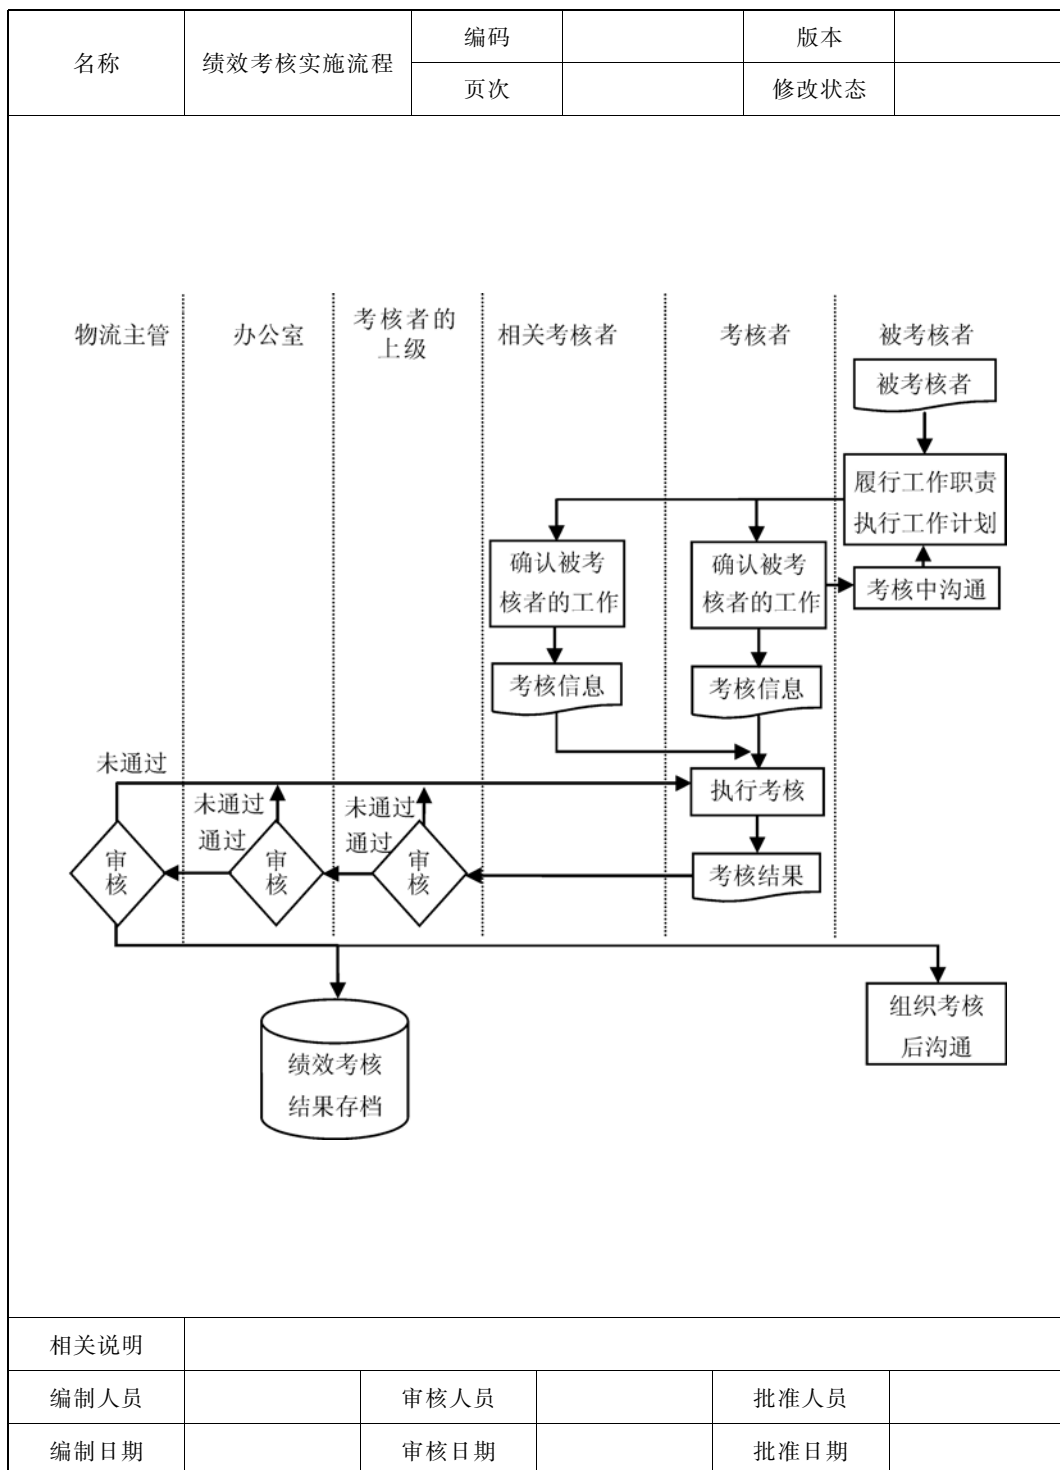 名称
绩效考核实施流程
编码
版本
页次
修改状态
物流主管
办公室
考核者的
上级
相关考核者
考核者
被考核者
被考核者
履行工作职责
执行工作计划
确认被考
核者的工作
确认被考
核者的工作
考核中沟通
考核信息
考核信息
未通过
执行考核
未通过
通过
未通过
通过
审
核
审
核
审
核
考核结果
组织考核
后沟通
绩效考核
结果存档
相关说明
编制人员
审核人员
批准人员
编制日期
审核日期
批准日期